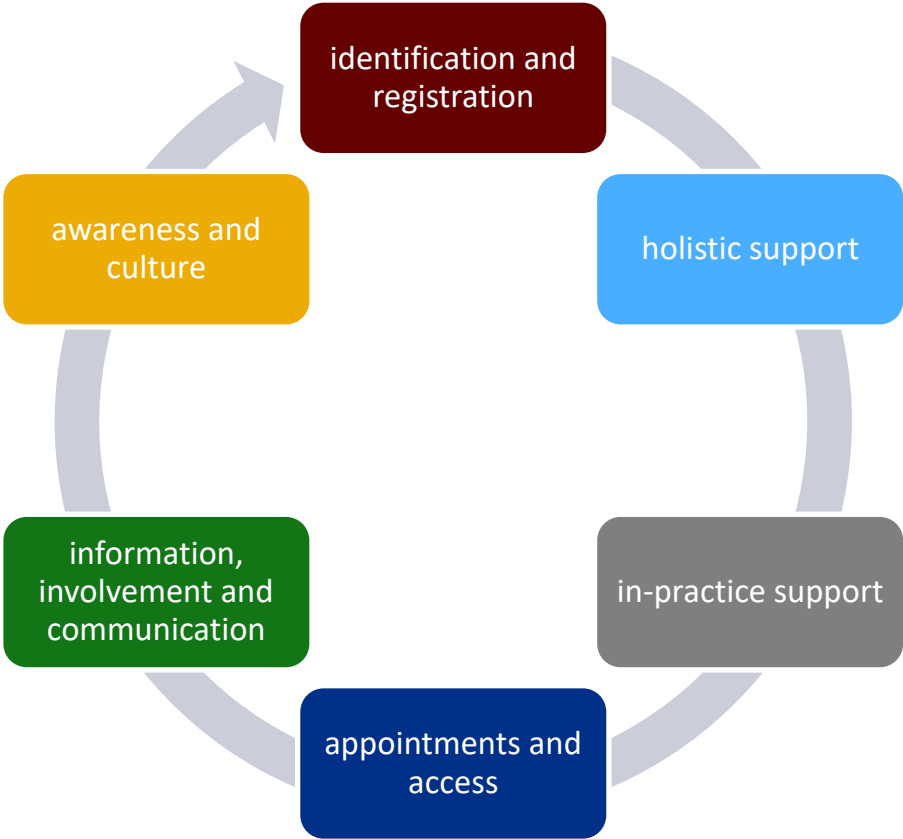 identification and
registration
holistic support
in-practice support
appointments and
access
information,
involvement and
communication
awareness and
culture